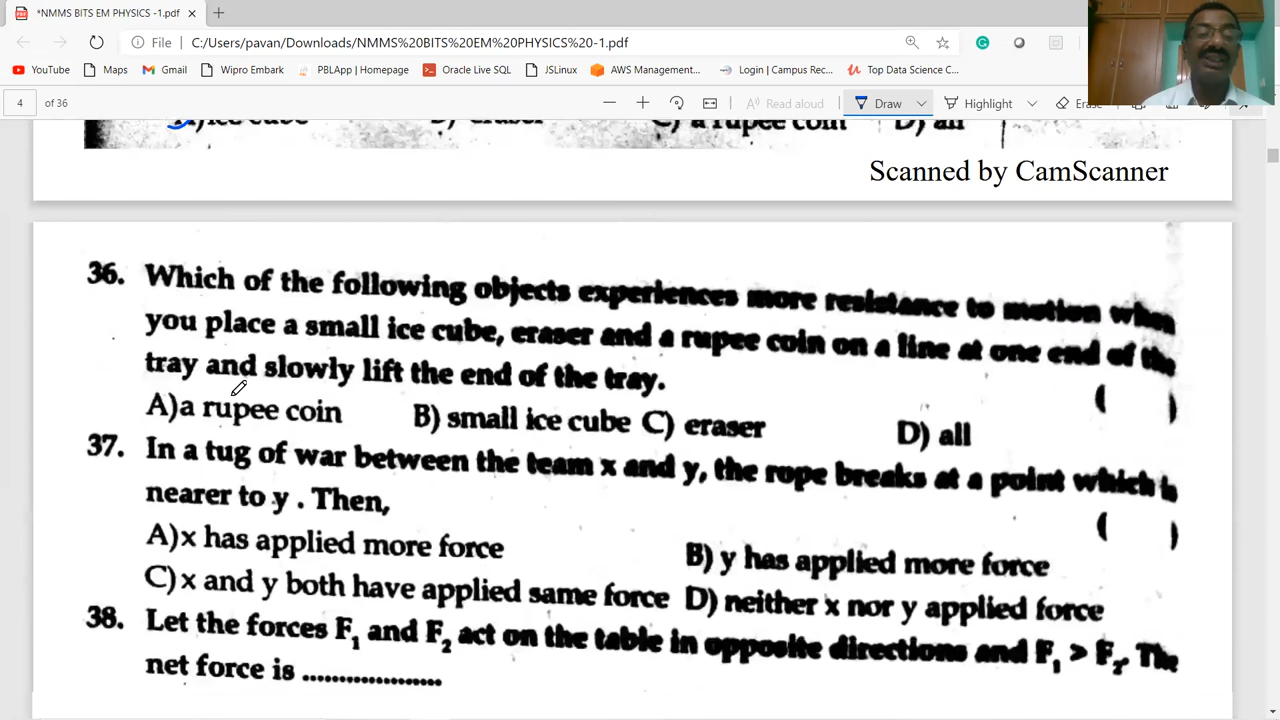 *NMMS BITS EM PHYSICS -1.pdf
File C:/Users/pavan/Downloads/NMMS%20BITS%20EM%20PHYSICS%20-1.pdf
YouTube Maps Gmail Wipro Embark PBLApp | Homepage Oracle Live SQL JSLinux AWS Management... Login | Campus Rec... Top Data Science C...
4 of 36 Read aloud Draw Highlight Erase
A)ice cube B) eraser C) a rupee coin D) all
Scanned by CamScanner
36. Which of the following objects experiences more resistance to motion when
you place a small ice cube, eraser and a rupee coin on a line at one end of the
tray and slowly lift the end of the tray. ( )
A)a rupee coin B) small ice cube C) eraser D) all
37. In a tug of war between the team x and y, the rope breaks at a point which is
nearer to y . Then, ( )
A)x has applied more force B) y has applied more force
C)x and y both have applied same force D) neither x nor y applied force
38. Let the forces F₁ and F₂ act on the table in opposite directions and F₁ > F₂. The
net force is ...................